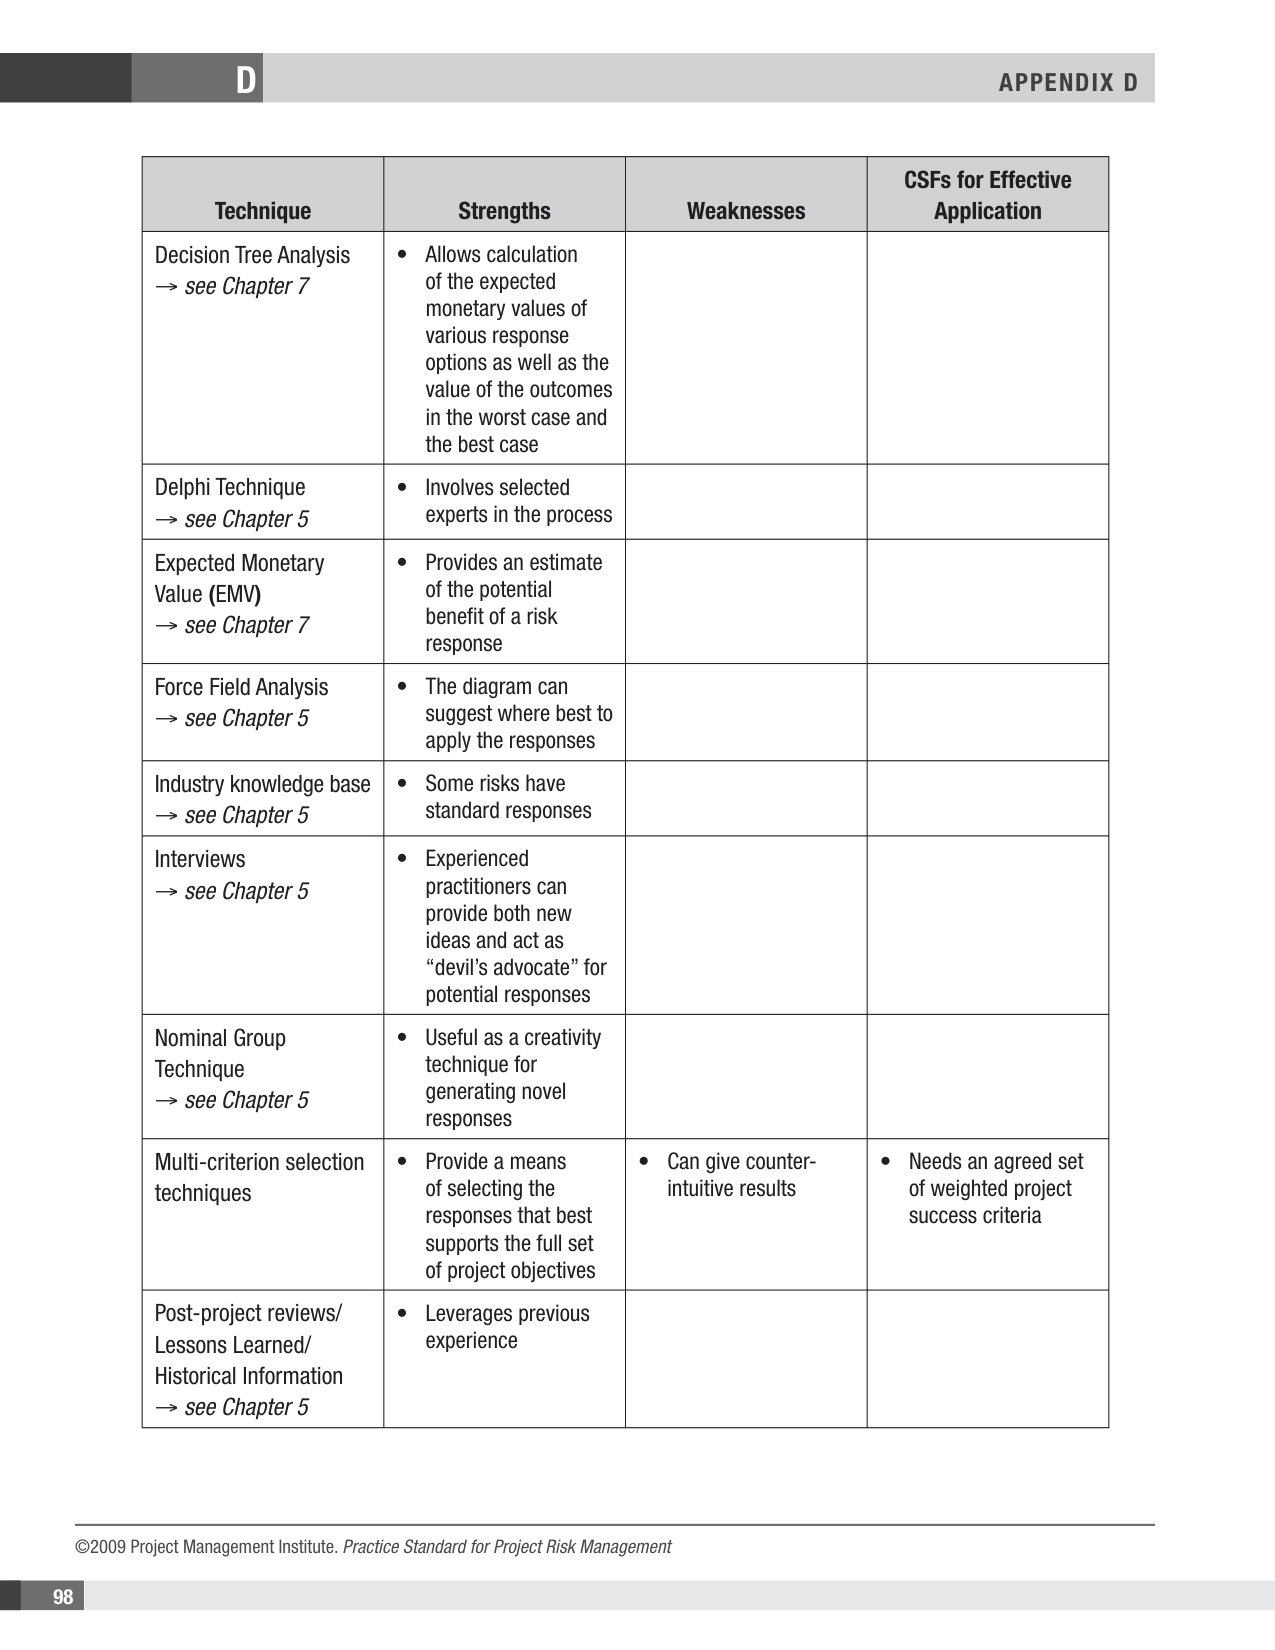 D
APPENDIX D
Technique
Strengths
Weaknesses
CSFs for Effective
Application
Decision Tree Analysis
→ see Chapter 7
• Allows calculation
of the expected
monetary values of
various response
options as well as the
value of the outcomes
in the worst case and
the best case
Delphi Technique
→ see Chapter 5
• Involves selected
experts in the process
Expected Monetary
Value (EMV)
→ see Chapter 7
• Provides an estimate
of the potential
benefit of a risk
response
Force Field Analysis
→ see Chapter 5
• The diagram can
suggest where best to
apply the responses
Industry knowledge base
→ see Chapter 5
• Some risks have
standard responses
Interviews
→ see Chapter 5
• Experienced
practitioners can
provide both new
ideas and act as
“devil’s advocate” for
potential responses
Nominal Group
Technique
→ see Chapter 5
• Useful as a creativity
technique for
generating novel
responses
Multi-criterion selection
techniques
• Provide a means
of selecting the
responses that best
supports the full set
of project objectives
• Can give counter-
intuitive results
• Needs an agreed set
of weighted project
success criteria
Post-project reviews/
Lessons Learned/
Historical Information
→ see Chapter 5
• Leverages previous
experience
©2009 Project Management Institute. Practice Standard for Project Risk Management
98